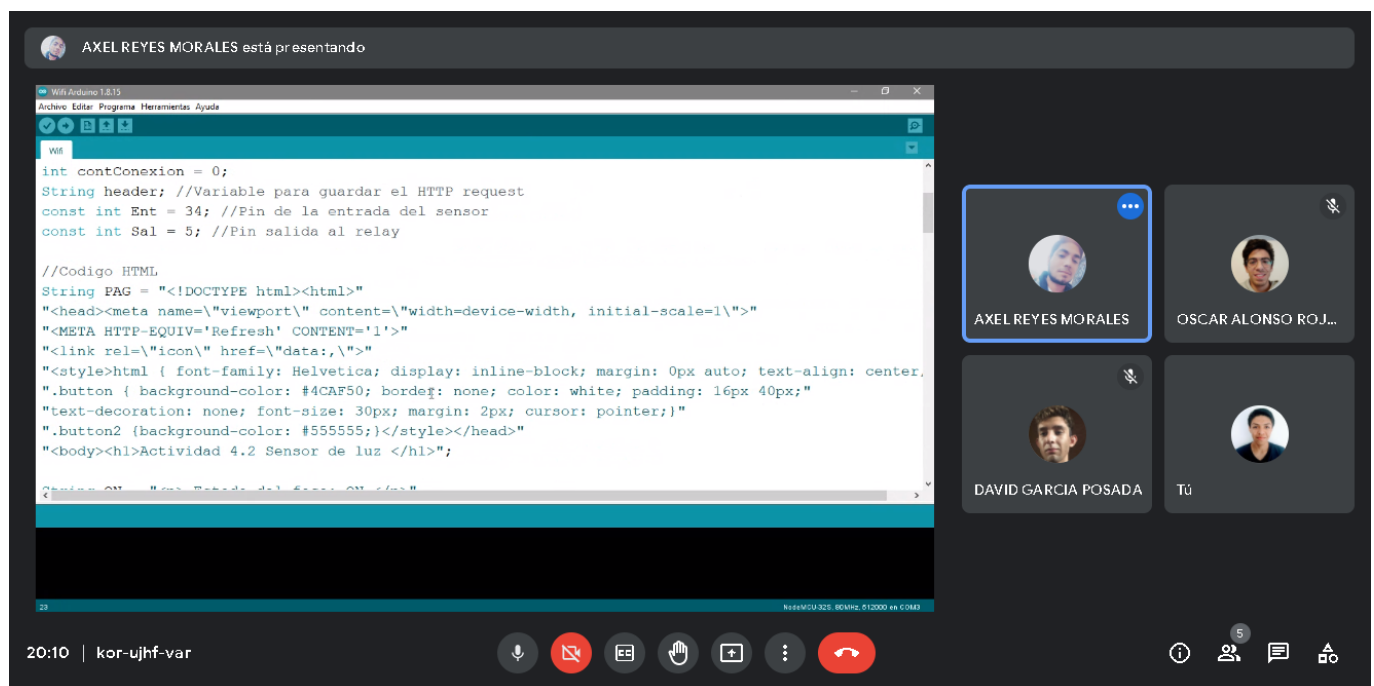 AXEL REYES MORALES está presentando
Wifi Arduino 1.8.15
Archivo Editar Programa Herramientas Ayuda
Wifi
int contConexion = 0;
String header; //Variable para guardar el HTTP request
const int Ent = 34; //Pin de la entrada del sensor
const int Sal = 5; //Pin salida al relay
//Codigo HTML
String PAG = "<!DOCTYPE html><html>"
"<head><meta name=\"viewport\" content=\"width=device-width, initial-scale=1\">"
"<META HTTP-EQUIV='Refresh' CONTENT='1'>"
"<link rel=\"icon\" href=\"data:,\">"
"<style>html { font-family: Helvetica; display: inline-block; margin: 0px auto; text-align: center;
".button { background-color: #4CAF50; border: none; color: white; padding: 16px 40px;"
"text-decoration: none; font-size: 30px; margin: 2px; cursor: pointer;}"
".button2 {background-color: #555555;}</style></head>"
"<body><h1>Actividad 4.2 Sensor de luz </h1>";
String ON = "<p> Estado del foco: ON </p>"
23
NodeMCU-32S, 80MHz, 512000 en COM3
AXEL REYES MORALES
OSCAR ALONSO ROJ...
DAVID GARCIA POSADA
Tú
20:10 | kor-ujhf-var
5